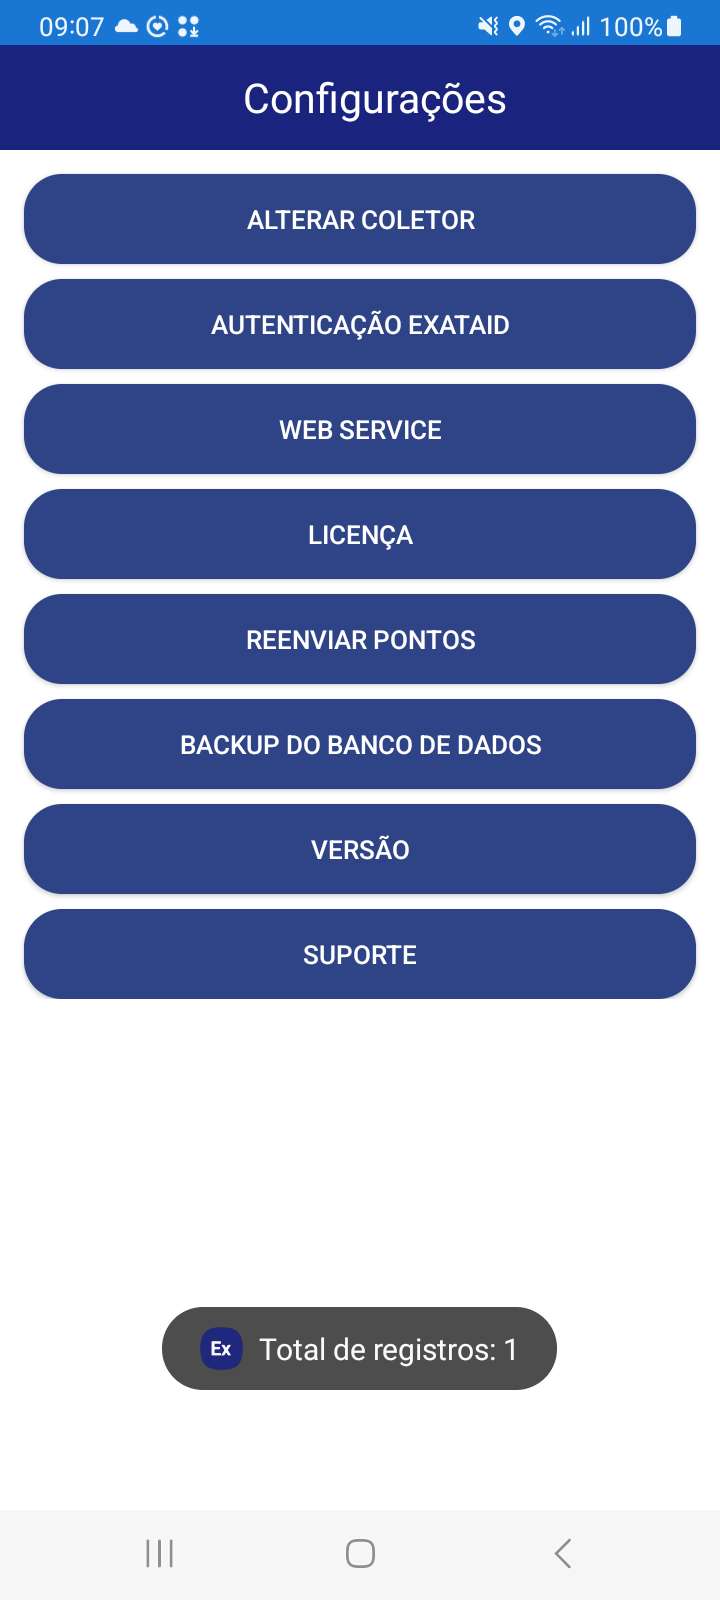 09:07
100%
Configurações
ALTERAR COLETOR
AUTENTICAÇÃO EXATAID
WEB SERVICE
LICENÇA
REENVIAR PONTOS
BACKUP DO BANCO DE DADOS
VERSÃO
SUPORTE
Ex Total de registros: 1